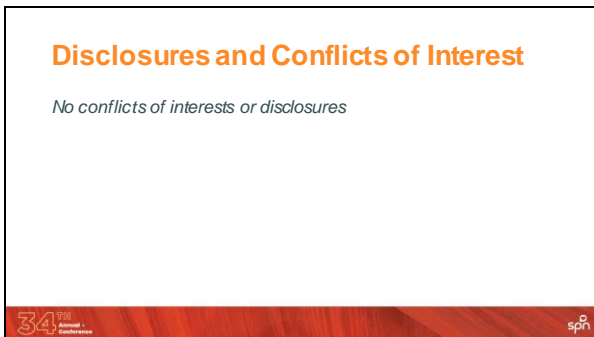 Disclosures and Conflicts of Interest
No conflicts of interests or disclosures
34TH
Annual
Conference
spn